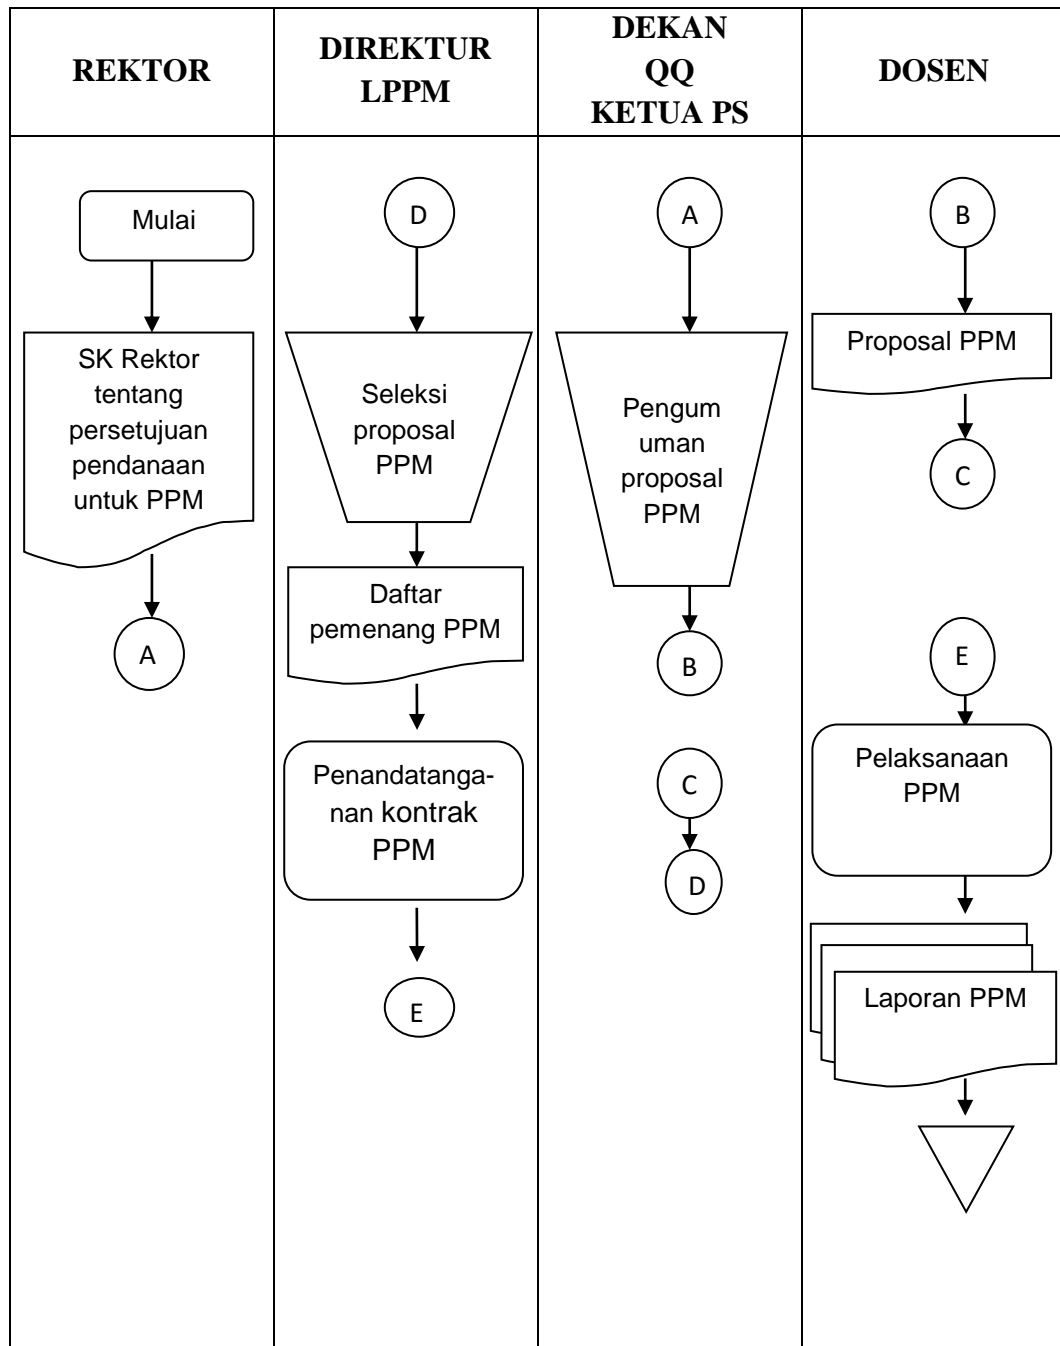 REKTOR
DIREKTUR
LPPM
DEKAN
QQ
KETUA PS
DOSEN
Mulai
SK Rektor
tentang
persetujuan
pendanaan
untuk PPM
A
D
Seleksi
proposal
PPM
Daftar
pemenang PPM
Penandatanga-
nan kontrak
PPM
E
A
Pengum
uman
proposal
PPM
B
C
D
B
Proposal PPM
C
E
Pelaksanaan
PPM
Laporan PPM